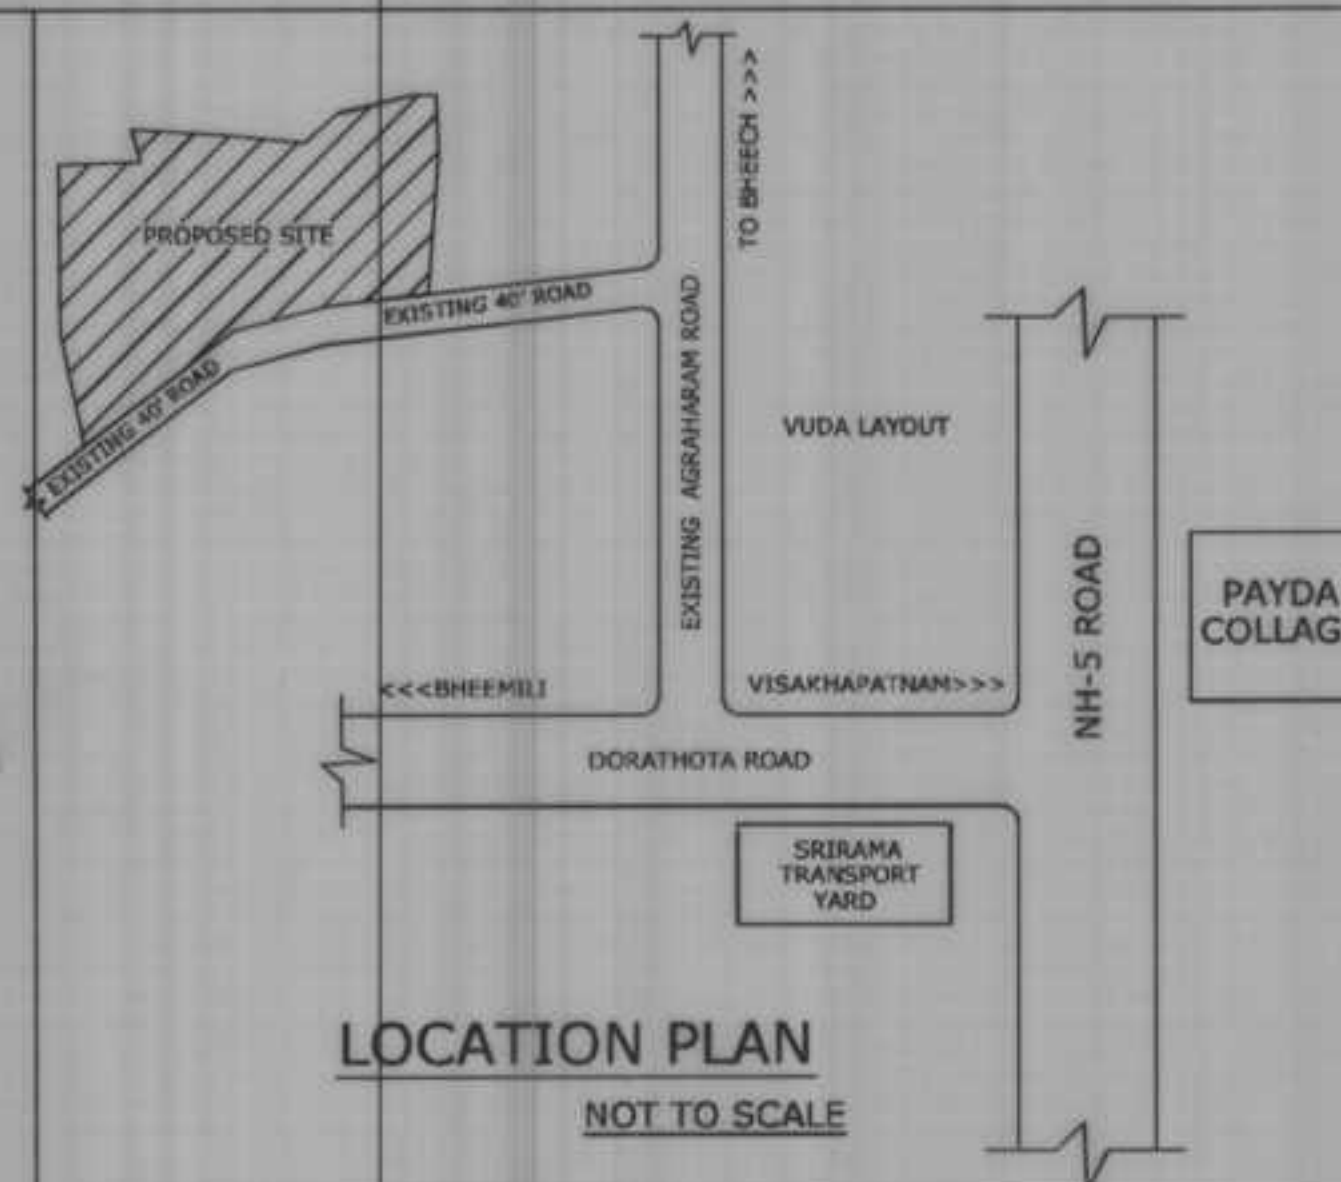 TO BHEECH >>>
PROPOSED SITE
EXISTING 40' ROAD
EXISTING 40' ROAD
EXISTING AGRAHARAM ROAD
VUDA LAYOUT
NH-5 ROAD
PAYDA
COLLAG
<<<BHEEMILI
VISAKHAPATNAM>>>
DORATHOTA ROAD
SRIRAMA
TRANSPORT
YARD
LOCATION PLAN
NOT TO SCALE